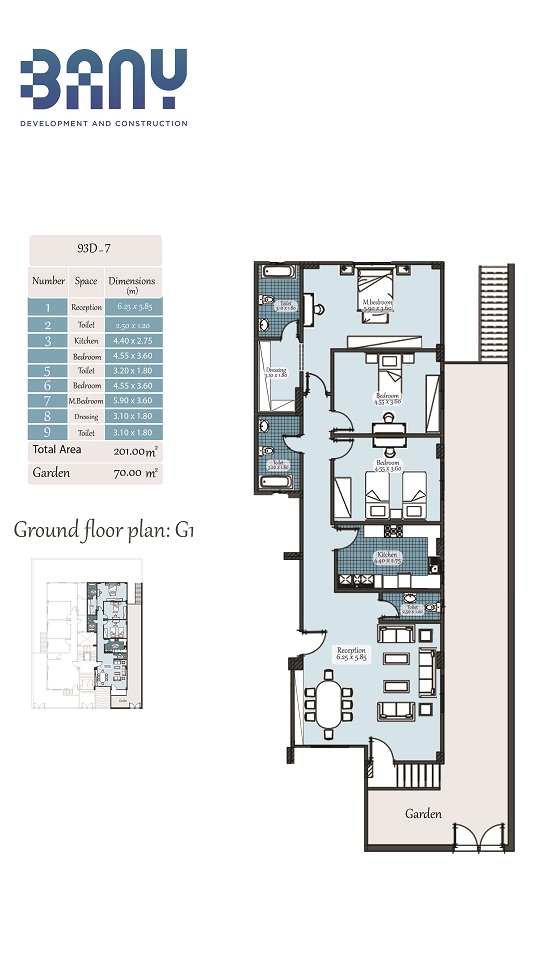 BANY
DEVELOPMENT AND CONSTRUCTION
93D-7
Number Space Dimensions
(m)
1 Reception 6.25 x 5.85
2 Toilet 2.50 x 1.20
3 Kitchen 4.40 x 2.75
Bedroom 4.55 x 3.60
5 Toilet 3.20 x 1.80
6 Bedroom 4.55 x 3.60
7 M.Bedroom 5.90 x 3.60
8 Dressing 3.10 x 1.80
9 Toilet 3.10 x 1.80
Total Area 201.00 m²
Garden 70.00 m²
Ground floor plan: G1
Toilet
3.10 x 1.80
M.bedroom
5.90 x 3.60
Dressing
3.10 x 1.80
Bedroom
4.55 x 3.60
Toilet
3.20 x 1.80
Bedroom
4.55 x 3.60
Kitchen
4.40 x 2.75
Toilet
2.50 x 1.20
Reception
6.25 x 5.85
Garden